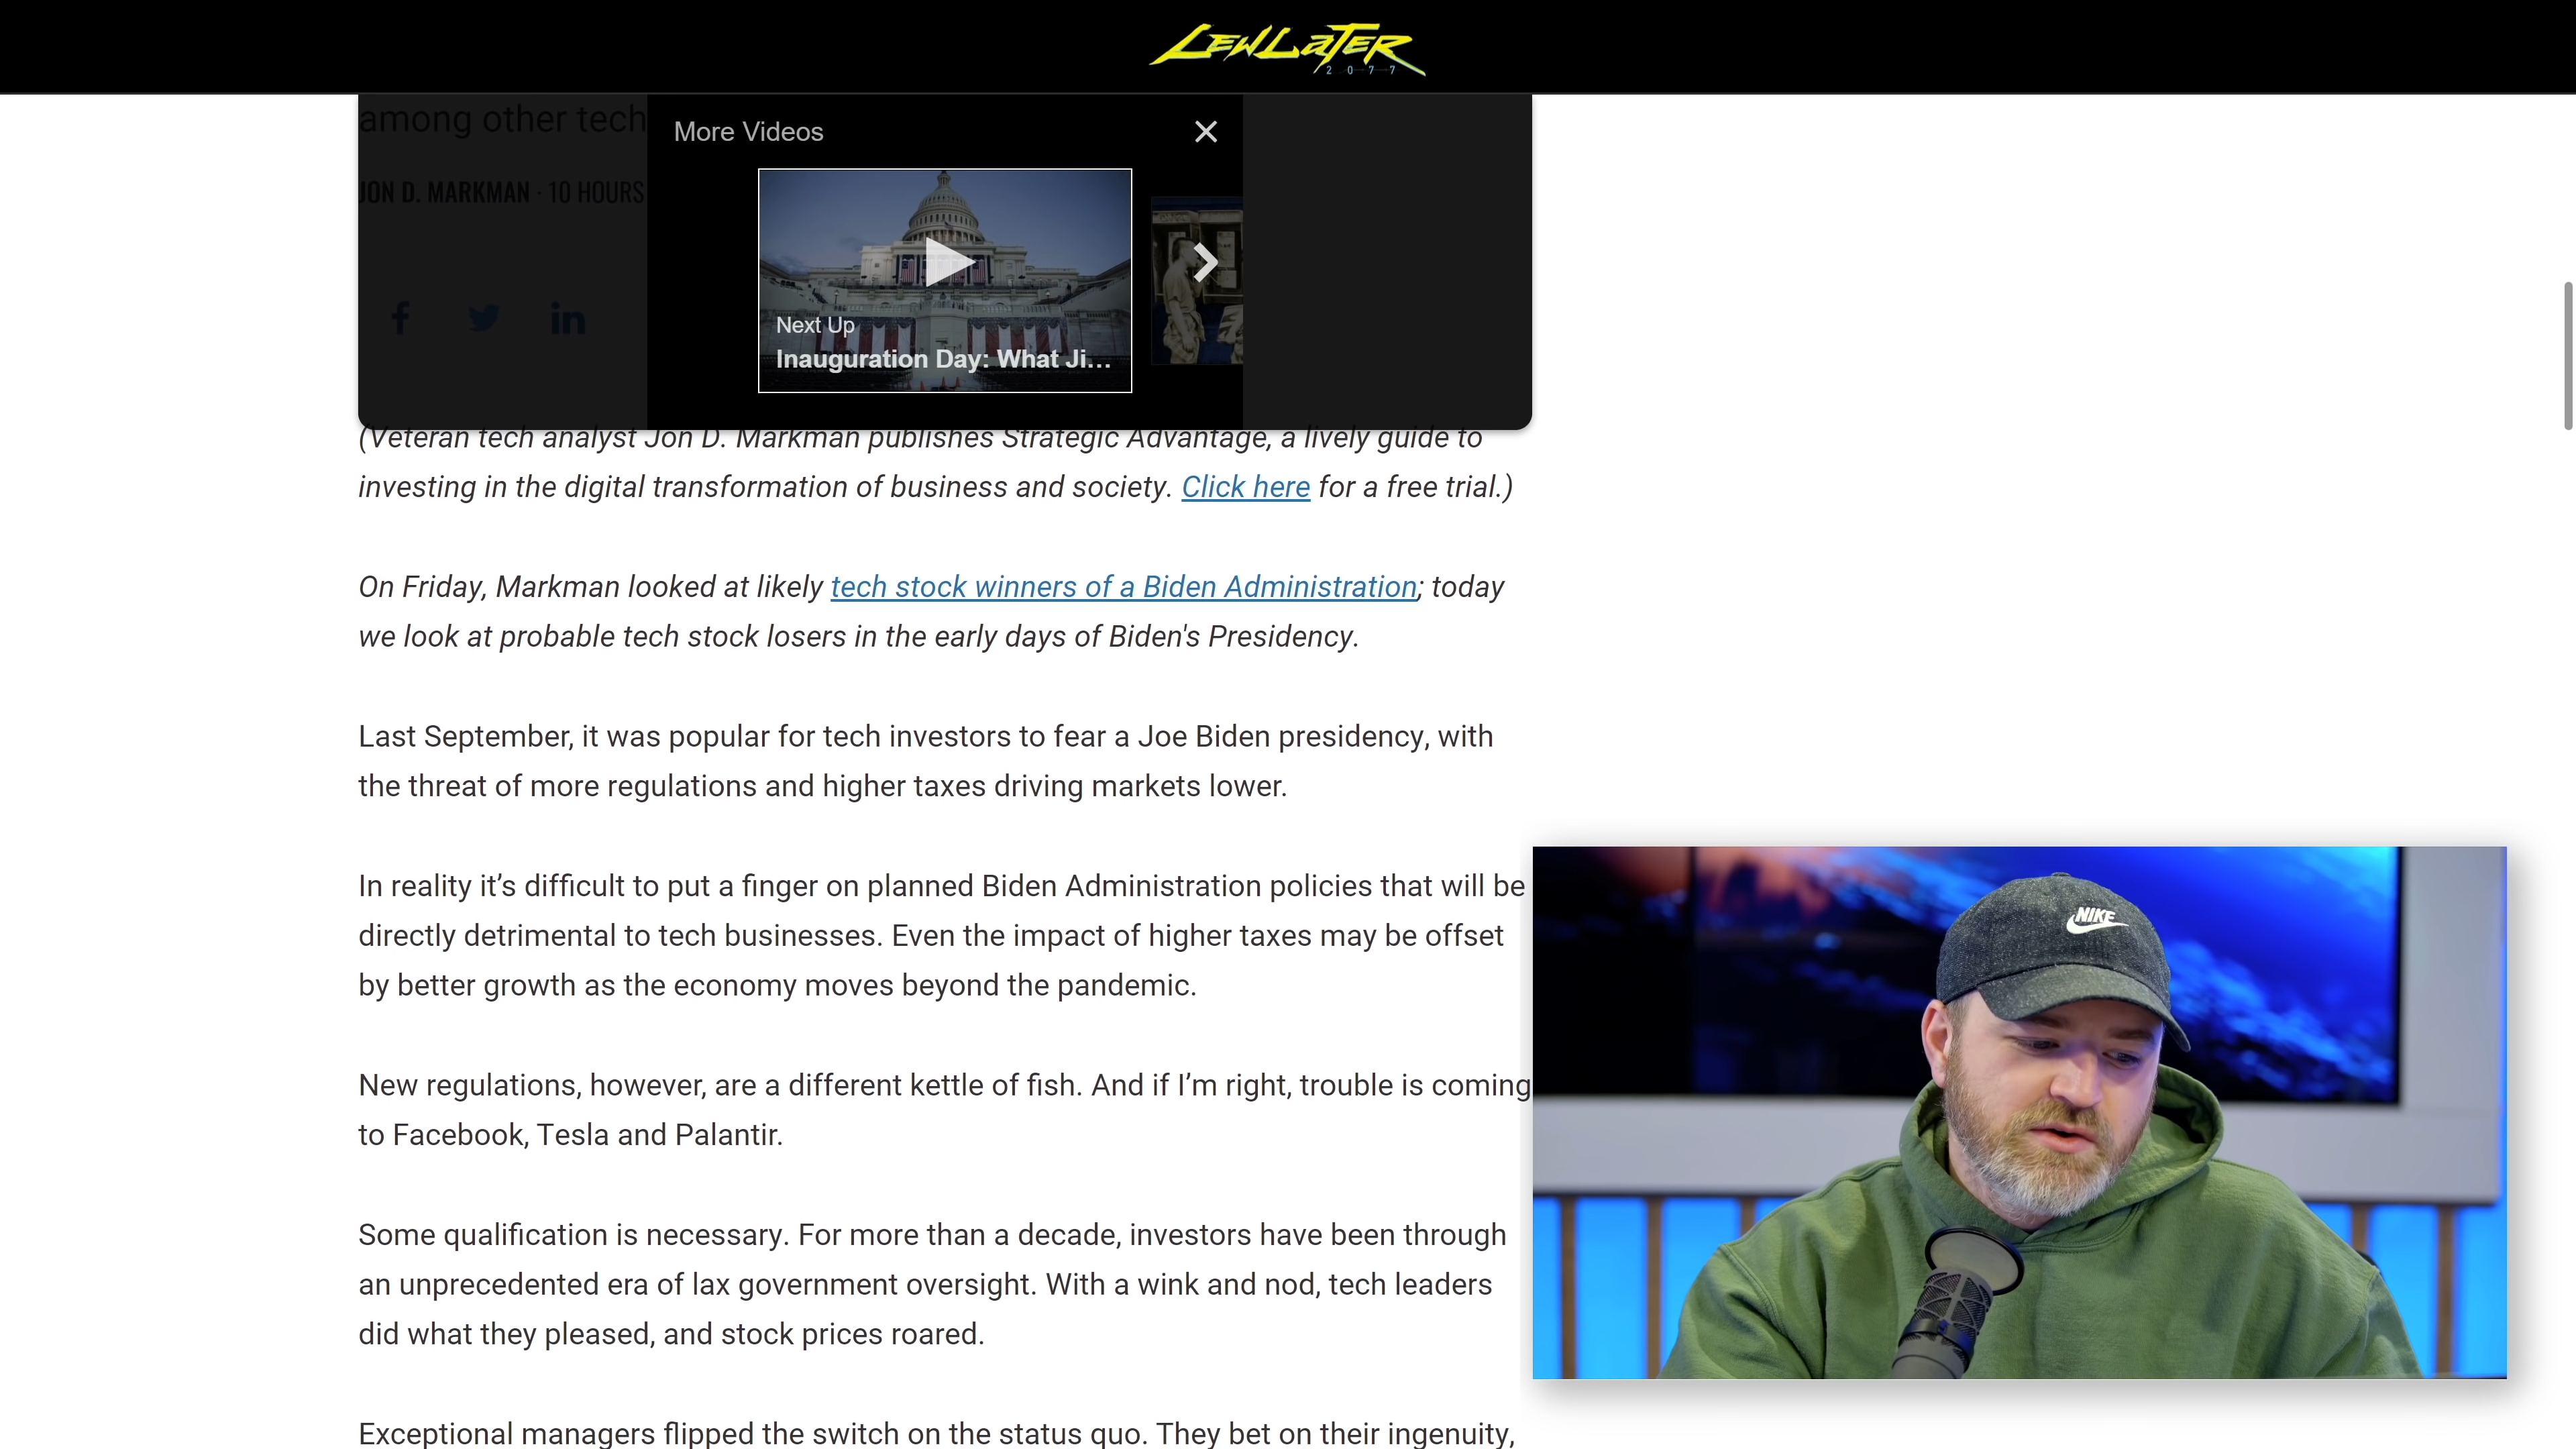 LEWLATER
2077
among other tech
More Videos
JON D. MARKMAN · 10 HOURS
Next Up
Inauguration Day: What Ji...
(Veteran tech analyst Jon D. Markman publishes Strategic Advantage, a lively guide to
investing in the digital transformation of business and society. Click here for a free trial.)
On Friday, Markman looked at likely tech stock winners of a Biden Administration; today
we look at probable tech stock losers in the early days of Biden's Presidency.
Last September, it was popular for tech investors to fear a Joe Biden presidency, with
the threat of more regulations and higher taxes driving markets lower.
In reality it’s difficult to put a finger on planned Biden Administration policies that will be
directly detrimental to tech businesses. Even the impact of higher taxes may be offset
by better growth as the economy moves beyond the pandemic.
New regulations, however, are a different kettle of fish. And if I’m right, trouble is coming
to Facebook, Tesla and Palantir.
Some qualification is necessary. For more than a decade, investors have been through
an unprecedented era of lax government oversight. With a wink and nod, tech leaders
did what they pleased, and stock prices roared.
Exceptional managers flipped the switch on the status quo. They bet on their ingenuity,
NIKE